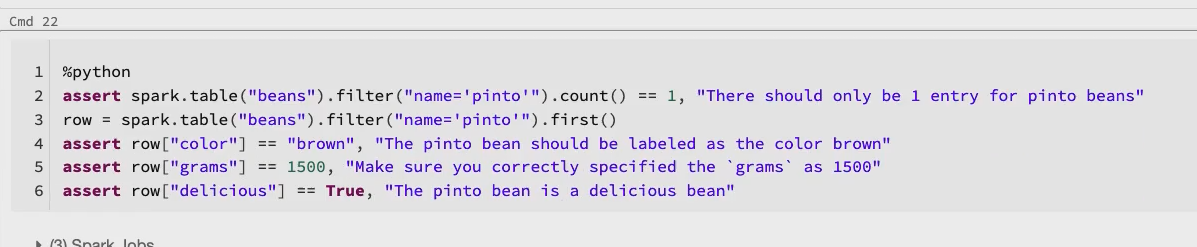 Cmd 22
1 %python
2 assert spark.table("beans").filter("name='pinto'").count() == 1, "There should only be 1 entry for pinto beans"
3 row = spark.table("beans").filter("name='pinto'").first()
4 assert row["color"] == "brown", "The pinto bean should be labeled as the color brown"
5 assert row["grams"] == 1500, "Make sure you correctly specified the `grams` as 1500"
6 assert row["delicious"] == True, "The pinto bean is a delicious bean"
(3) Spark Jobs